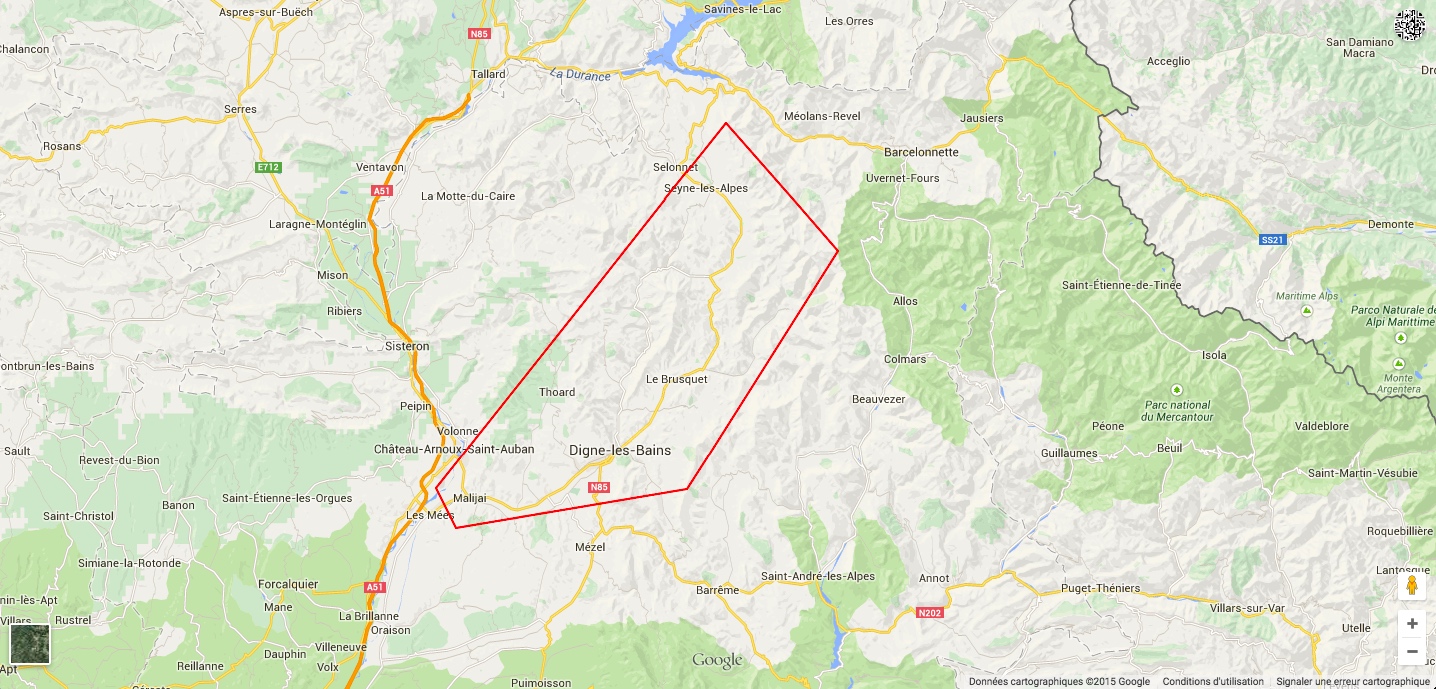 Aspres-sur-Buëch
Savines-le-Lac
Les Orres
N85
San Damiano
Macra
Chalancon
Acceglio
Tallard
La Durance
Serres
Méolans-Revel
Jausiers
Rosans
Barcelonnette
E712
Ventavon
Selonnet
Uvernet-Fours
A51
La Motte-du-Caire
Seyne-les-Alpes
Laragne-Montéglin
Demonte
SS21
Mison
Saint-Étienne-de-Tinée
Maritime Alps
Allos
Ribiers
Parco Naturale de
Alpi Marittime
Sisteron
Colmars
Isola
ontbrun-les-Bains
Le Brusquet
Monte
Argentera
Thoard
Beauvezer
Parc national
du Mercantour
Peipin
Péone
Valdeblore
Volonne
Château-Arnoux-Saint-Auban
Digne-les-Bains
Sault
Guillaumes
Beuil
Revest-du-Bion
Saint-Martin-Vésubie
N85
Saint-Étienne-les-Orgues
Malijai
Banon
Saint-Christol
Les Mées
Roquebillière
Mézel
Simiane-la-Rotonde
Lantosque
Saint-André-les-Alpes
Annot
Forcalquier
A51
Puget-Théniers
Barrême
nin-lès-Apt
Mane
Villars-sur-Var
N202
Villars
Rustrel
La Brillanne
Oraison
Utelle
Dauphin
Villeneuve
Google
Apt
Reillanne
Volx
Puimoisson
Céreste
Données cartographiques ©2015 Google
Conditions d'utilisation
Signaler une erreur cartographique